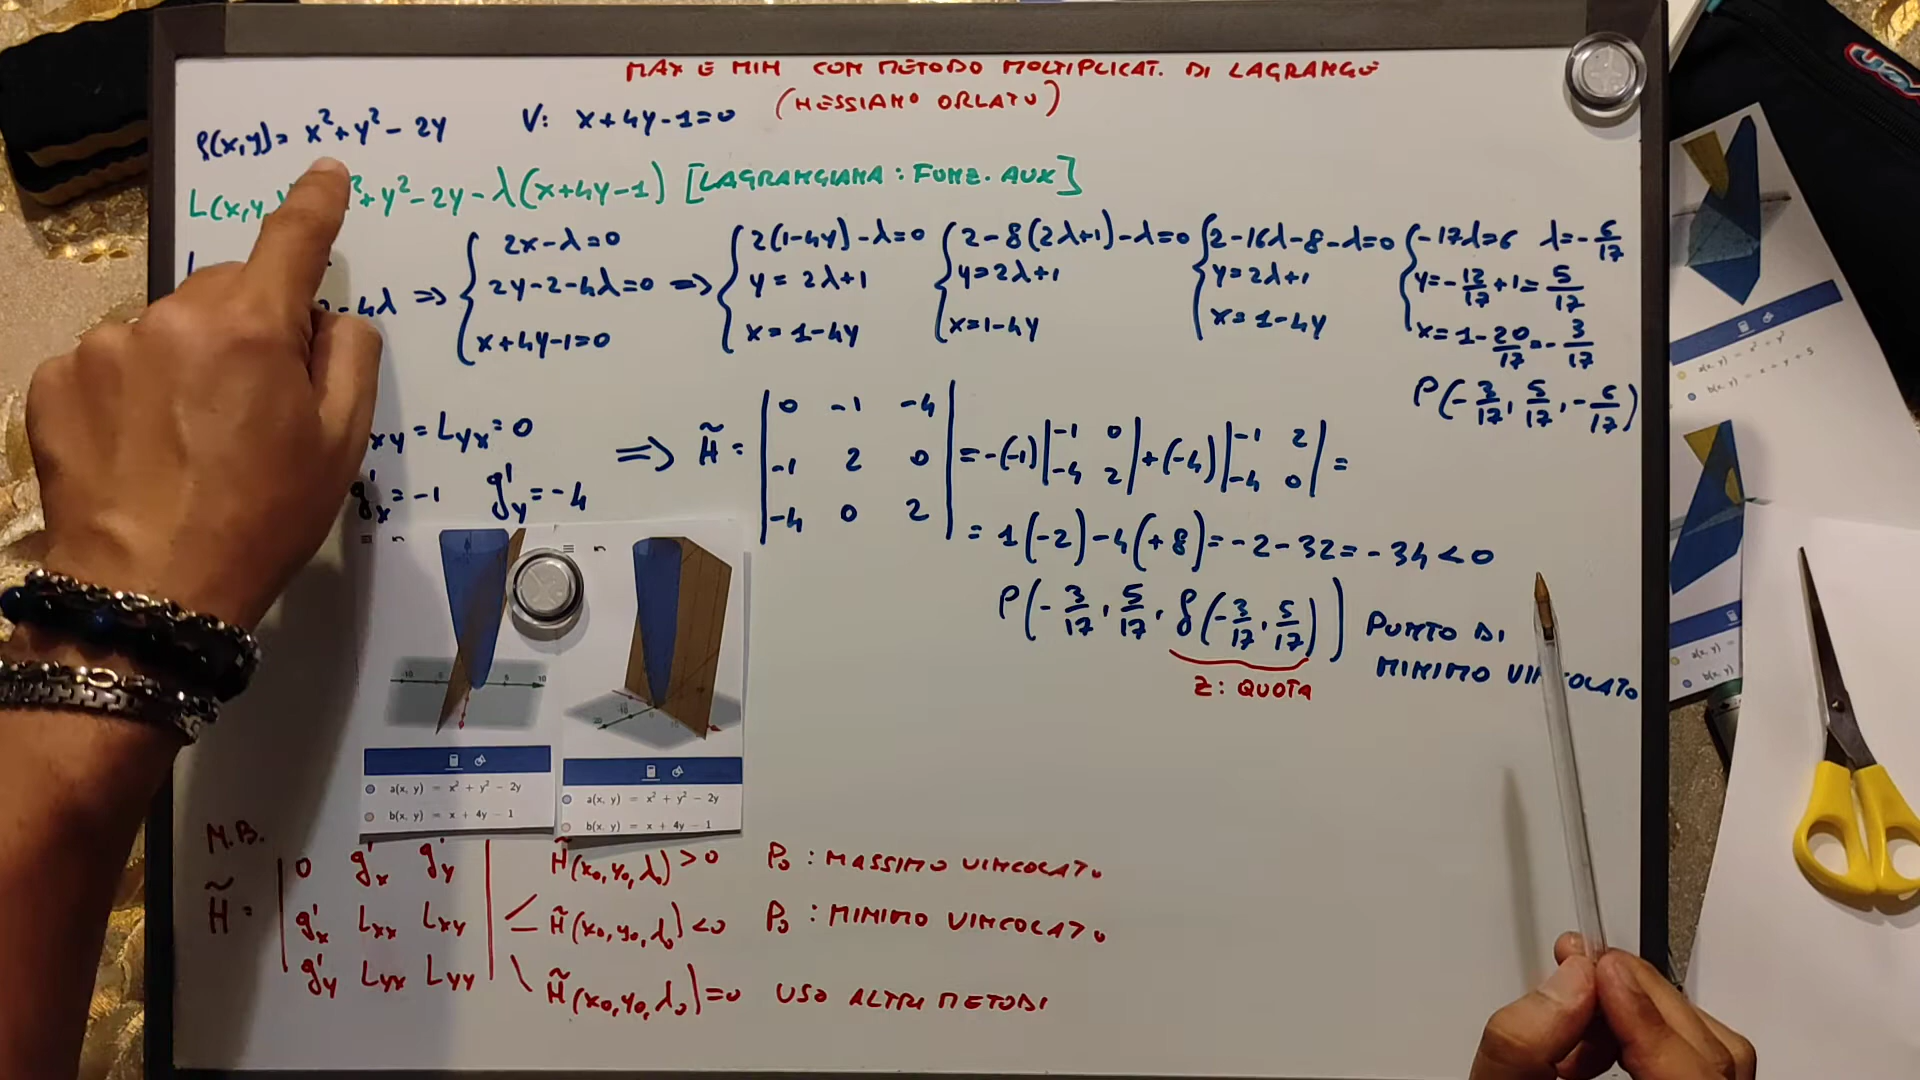 MAX E MIN CON METODO MOLTIPLICAT. DI LAGRANGE
(HESSIANO ORLATO)
f(x,y)= x²+y²-2y V: x+4y-1=0
L(x,y ²+y²-2y-λ(x+4y-1) [LAGRANGIANA: FUNZ. AUX]
-4λ ⇒ { 2x-λ=0 2y-2-4λ=0 x+4y-1=0 ⇒ { 2(1-4y)-λ=0 y=2λ+1 x=1-4y { 2-8(2λ+1)-λ=0 y=2λ+1 x=1-4y { 2-16λ-8-λ=0 y=2λ+1 x=1-4y { -17λ=6 λ=-6/17 y=-12/17+1=5/17 x=1-20/17=-3/17
P(-3/17, 5/17, -6/17)
xy=Lyx=0
g'x=-1 g'y=-4
⇒ H̃= | 0 -1 -4 | -1 2 0 | -4 0 2 | =-(-1)|-1 0 -4 2|+(-4)|-1 2 -4 0|=
=1(-2)-4(+8)=-2-32=-34<0
P(-3/17, 5/17, f(-3/17, 5/17)) PUNTO DI
MINIMO VINCOLATO
Z: QUOTA
a(x, y) = x² + y² - 2y
b(x, y) = x + 4y - 1
a(x, y) = x² + y² - 2y
b(x, y) = x + 4y - 1
N.B.
H̃= | 0 g'x g'y | g'x Lxx Lxy | g'y Lyx Lyy |
H̃(x₀,y₀,λ₀)>0 P₀: MASSIMO VINCOLATO
H̃(x₀,y₀,λ₀)<0 P₀: MINIMO VINCOLATO
H̃(x₀,y₀,λ₀)=0 USO ALTRI METODI
a(x, y) = x² + y²
b(x, y) = x + y + 5
a(x, y) =
b(x, y)